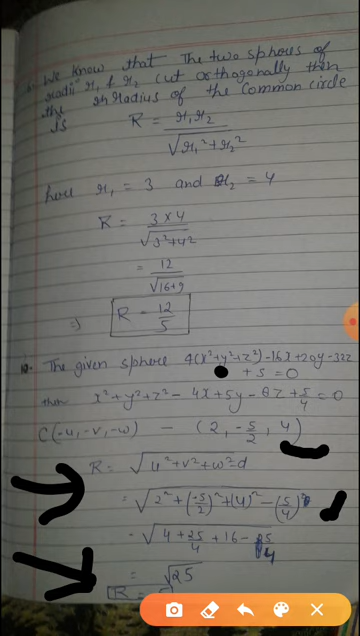 We know that The two spheres of
radii r₁ & r₂ cut orthogonally then
the radius of the Common circle
is R = r₁r₂ / √(r₁² + r₂²)
here r₁ = 3 and r₂ = 4
R = 3 × 4 / √(3² + 4²)
= 12 / √(16+9)
⇒ R = 12/5
10. The given sphere 4(x²+y²+z²) - 16x + 20y - 32z
+ 5 = 0
then x² + y² + z² - 4x + 5y - 8z + 5/4 = 0
C(-u, -v, -w) - (2, -5/2, 4)
R = √(u² + v² + w² - d)
= √(2² + (-5/2)² + (4)² - (5/4))
= √(4 + 25/4 + 16 - 5/4)
= √25
R = 5